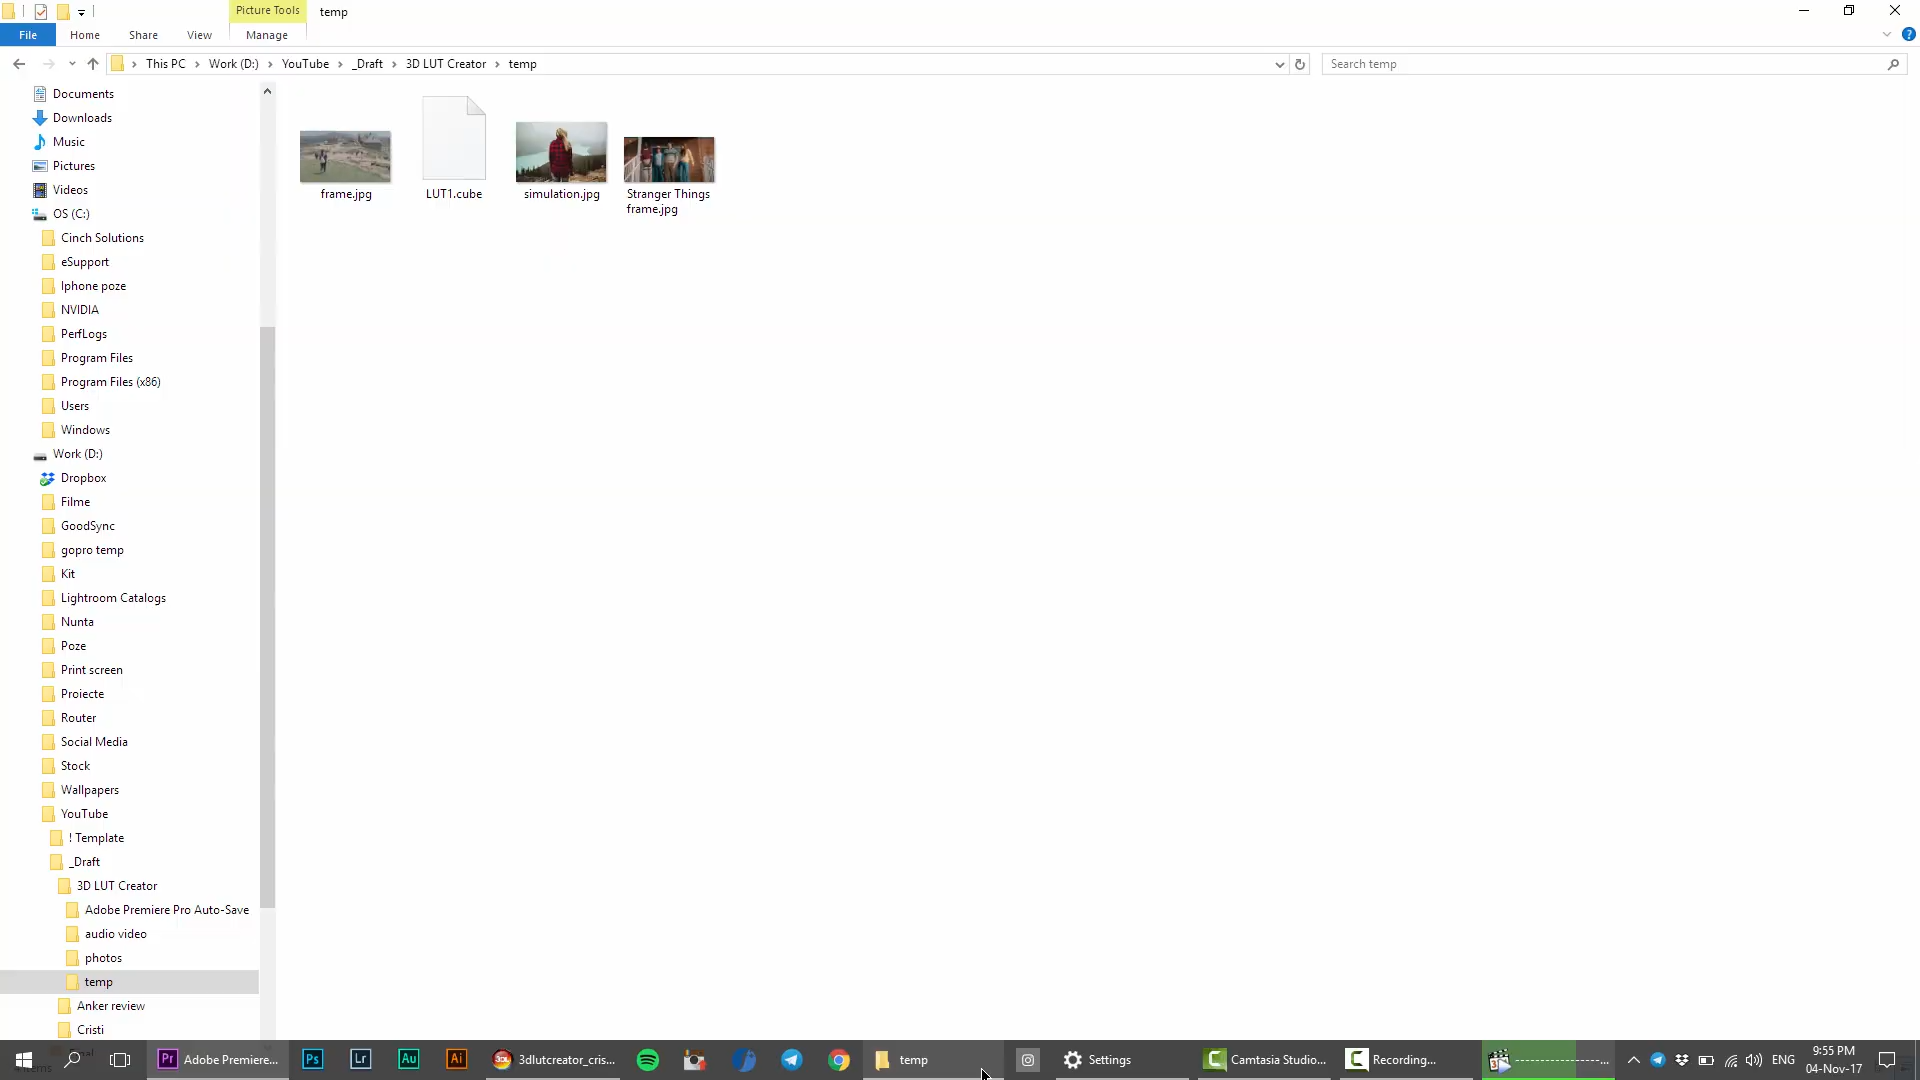 Picture Tools
temp
File
Home
Share
View
Manage
This PC
Work (D:)
YouTube
_Draft
3D LUT Creator
temp
Search temp
Documents
Downloads
Music
Pictures
Videos
OS (C:)
Cinch Solutions
eSupport
Iphone poze
NVIDIA
PerfLogs
Program Files
Program Files (x86)
Users
Windows
Work (D:)
Dropbox
Filme
GoodSync
gopro temp
Kit
Lightroom Catalogs
Nunta
Poze
Print screen
Proiecte
Router
Social Media
Stock
Wallpapers
YouTube
! Template
_Draft
3D LUT Creator
Adobe Premiere Pro Auto-Save
audio video
photos
temp
Anker review
Cristi
frame.jpg
LUT1.cube
simulation.jpg
Stranger Things
frame.jpg
Pr
Adobe Premiere...
Ps
Lr
Au
Ai
3dlutcreator_cris...
temp
Settings
Camtasia Studio...
Recording...
------------------...
ENG
9:55 PM
04-Nov-17